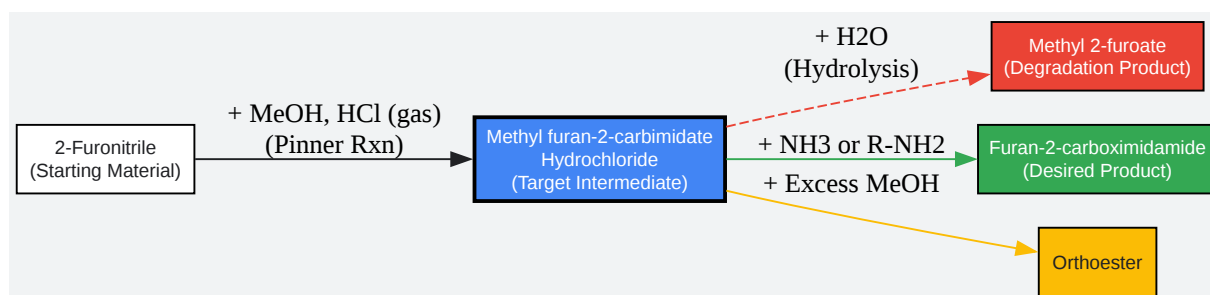 2-Furonitrile
(Starting Material)
+ MeOH, HCl (gas)
(Pinner Rxn)
Methyl furan-2-carbimidate
Hydrochloride
(Target Intermediate)
+ H2O
(Hydrolysis)
Methyl 2-furoate
(Degradation Product)
+ NH3 or R-NH2
Furan-2-carboximidamide
(Desired Product)
+ Excess MeOH
Orthoester